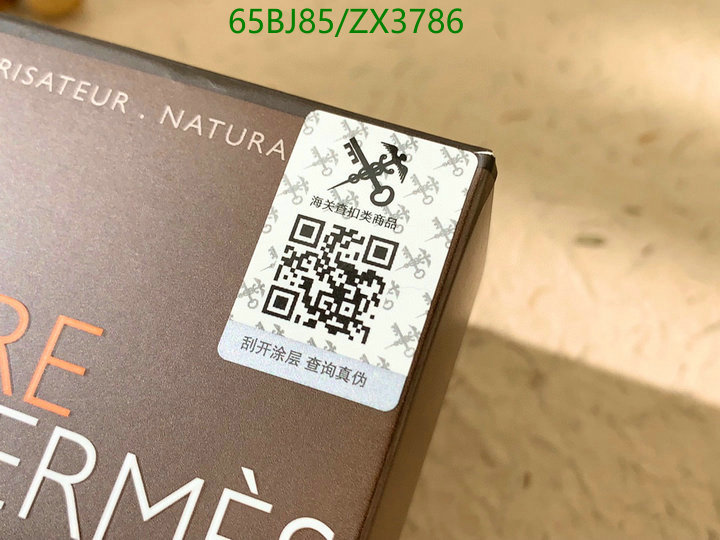 65BJ85/ZX3786
RISATEUR . NATURA
海关查扣类商品
刮开涂层 查询真伪
RE
ERMÈS